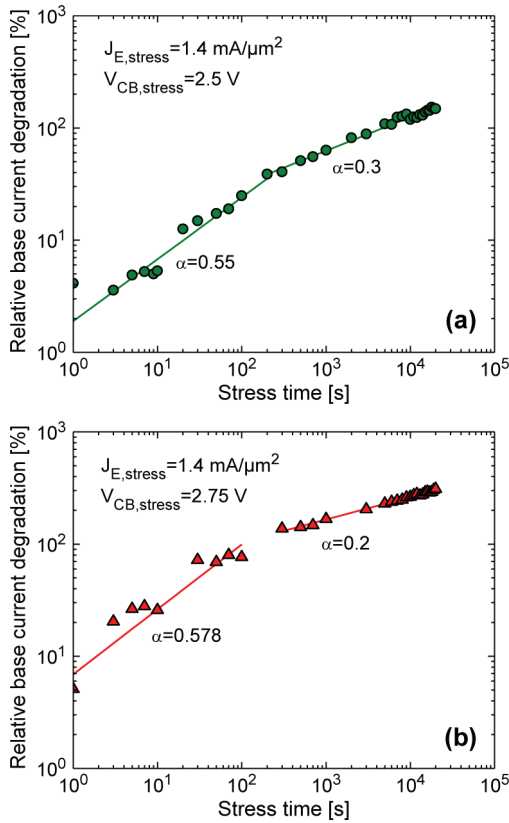 10³
J_E,stress=1.4 mA/μm²
V_CB,stress=2.5 V
10²
α=0.3
Relative base current degradation [%]
10¹
α=0.55
(a)
10⁰
10⁰ 10¹ 10² 10³ 10⁴ 10⁵
Stress time [s]
10³
J_E,stress=1.4 mA/μm²
V_CB,stress=2.75 V
10²
α=0.2
Relative base current degradation [%]
α=0.578
10¹
(b)
10⁰
10⁰ 10¹ 10² 10³ 10⁴ 10⁵
Stress time [s]